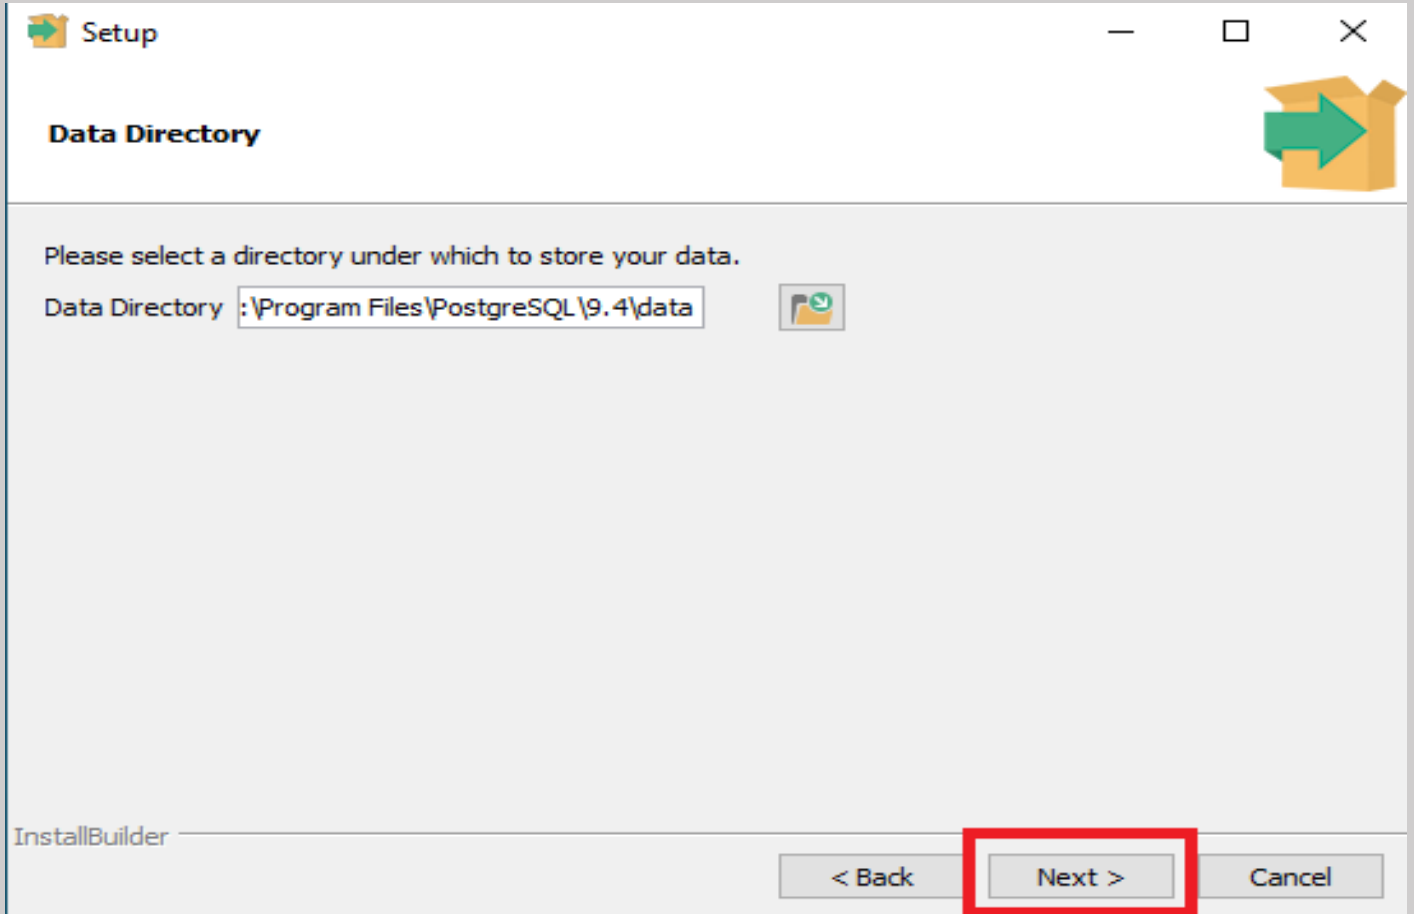 Setup
Data Directory
Please select a directory under which to store your data.
Data Directory :\Program Files\PostgreSQL\9.4\data
InstallBuilder
< Back Next > Cancel